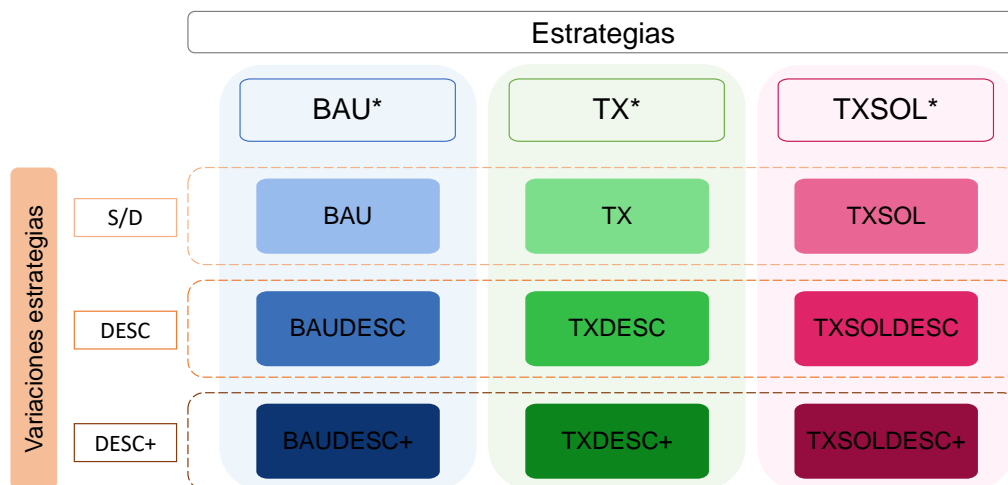 Estrategias
BAU*
TX*
TXSOL*
Variaciones estrategias
S/D
BAU
TX
TXSOL
DESC
BAUDESC
TXDESC
TXSOLDESC
DESC+
BAUDESC+
TXDESC+
TXSOLDESC+